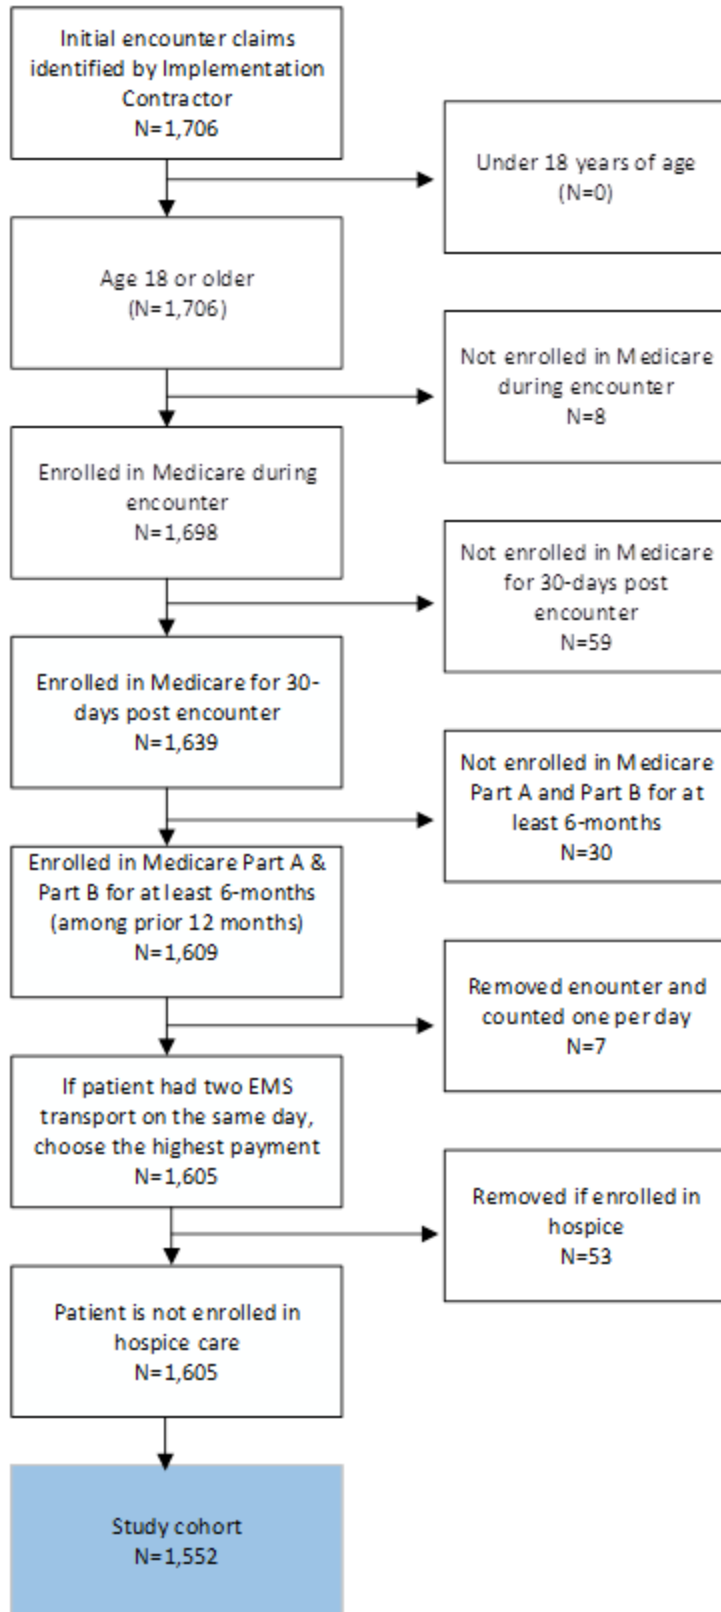 Initial encounter claims
identified by Implementation
Contractor
N=1,706
Under 18 years of age
(N=0)
Age 18 or older
(N=1,706)
Not enrolled in Medicare
during encounter
N=8
Enrolled in Medicare during
encounter
N=1,698
Not enrolled in Medicare
for 30-days post
encounter
N=59
Enrolled in Medicare for 30-
days post encounter
N=1,639
Not enrolled in Medicare
Part A and Part B for at
least 6-months
N=30
Enrolled in Medicare Part A &
Part B for at least 6-months
(among prior 12 months)
N=1,609
Removed enounter and
counted one per day
N=7
If patient had two EMS
transport on the same day,
choose the highest payment
N=1,605
Removed if enrolled in
hospice
N=53
Patient is not enrolled in
hospice care
N=1,605
Study cohort
N=1,552